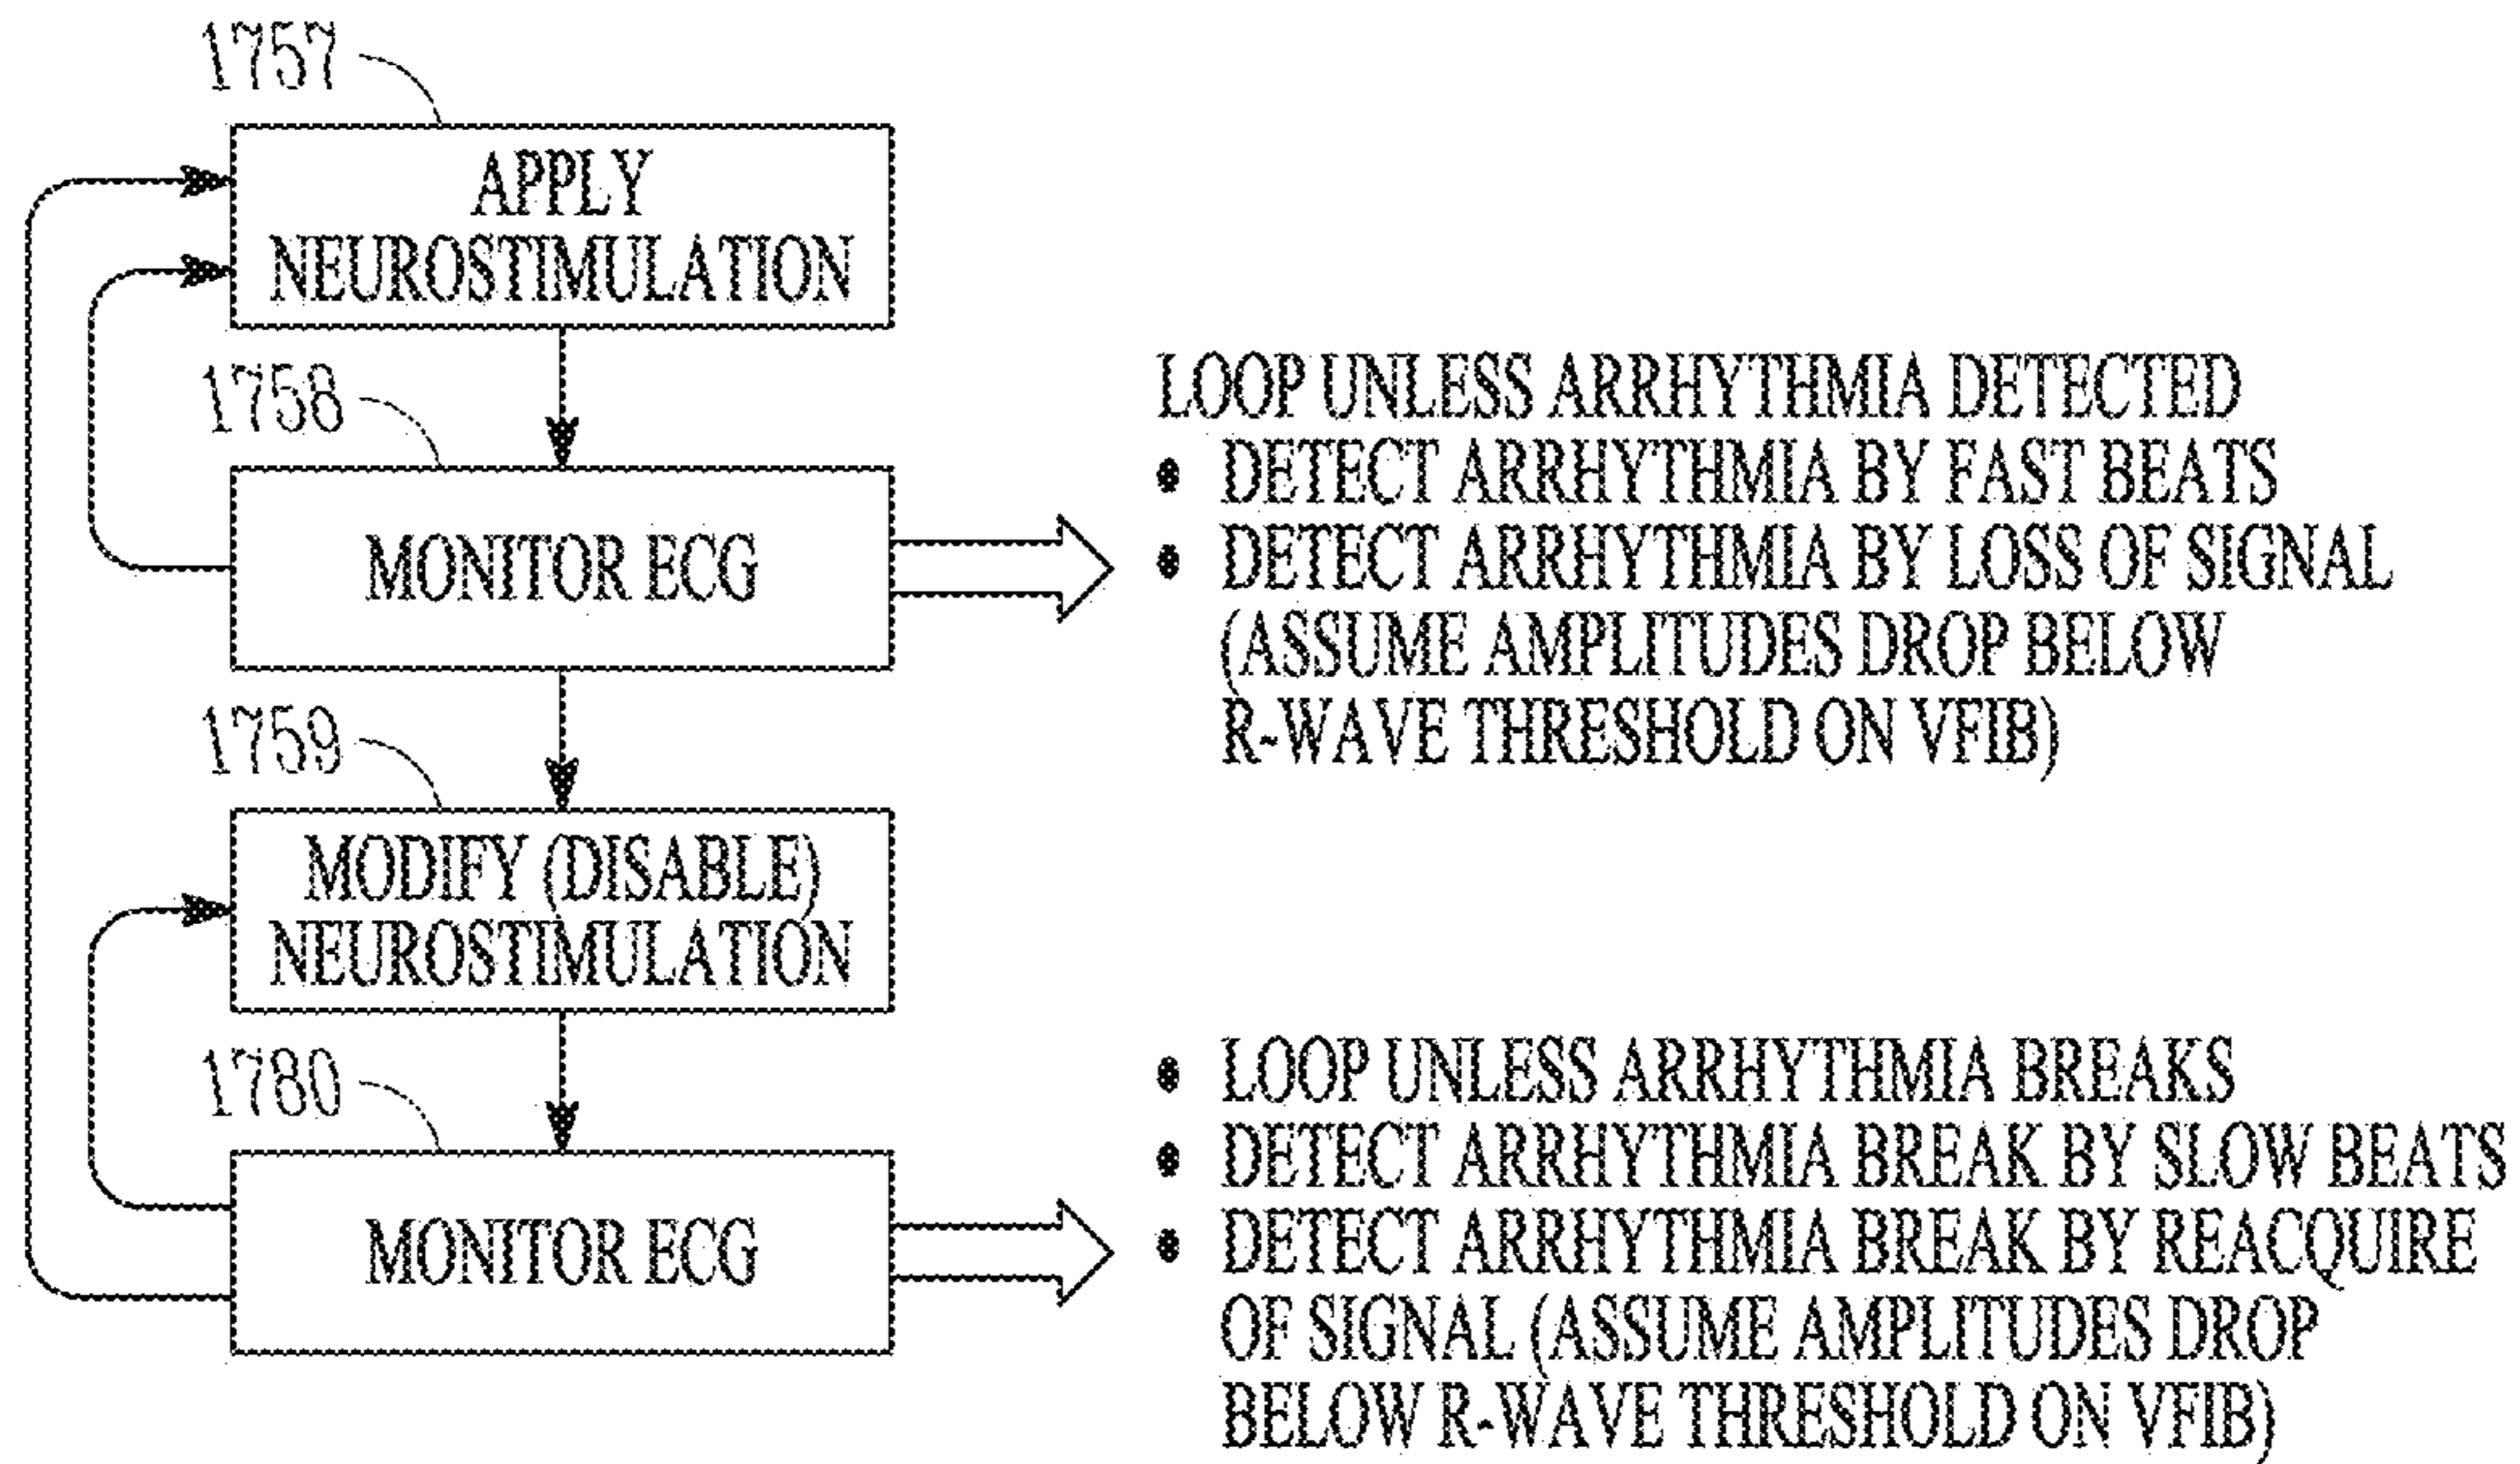 1757
APPLY
NEUROSTIMULATION
1758
MONITOR ECG
LOOP UNLESS ARRHYTHMIA DETECTED
• DETECT ARRHYTHMIA BY FAST BEATS
• DETECT ARRHYTHMIA BY LOSS OF SIGNAL
(ASSUME AMPLITUDES DROP BELOW
R-WAVE THRESHOLD ON VFIB)
1759
MODIFY (DISABLE)
NEUROSTIMULATION
1780
MONITOR ECG
• LOOP UNLESS ARRHYTHMIA BREAKS
• DETECT ARRHYTHMIA BREAK BY SLOW BEATS
• DETECT ARRHYTHMIA BREAK BY REACQUIRE
OF SIGNAL (ASSUME AMPLITUDES DROP
BELOW R-WAVE THRESHOLD ON VFIB)